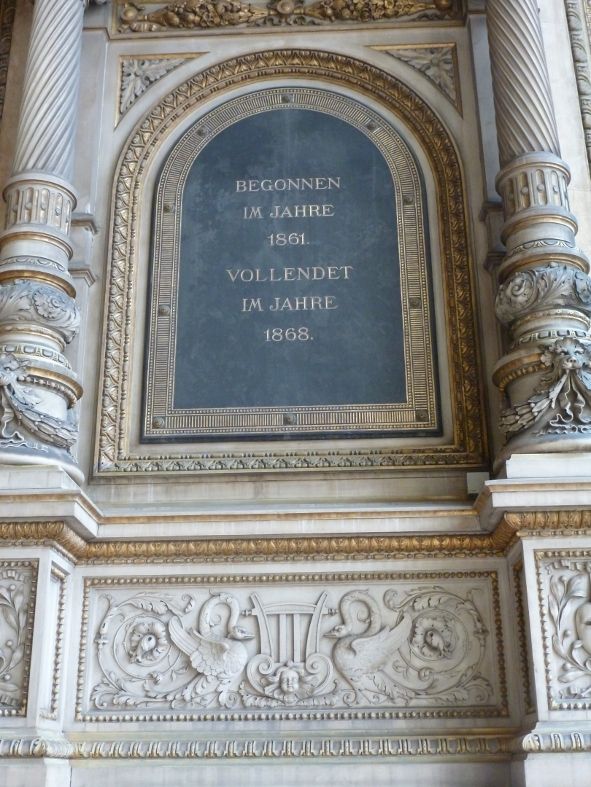 BEGONNEN
IM JAHRE
1861.
VOLLENDET
IM JAHRE
1868.